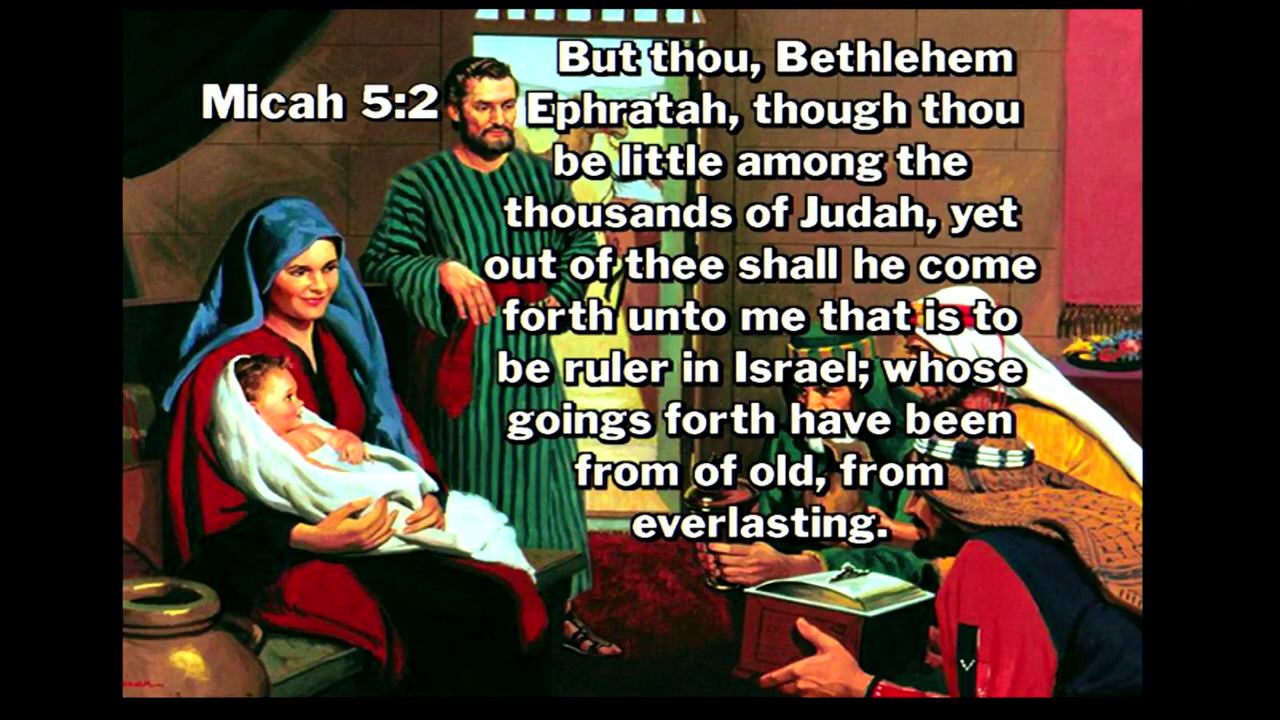 Micah 5:2
But thou, Bethlehem
Ephratah, though thou
be little among the
thousands of Judah, yet
out of thee shall he come
forth unto me that is to
be ruler in Israel; whose
goings forth have been
from of old, from
everlasting.